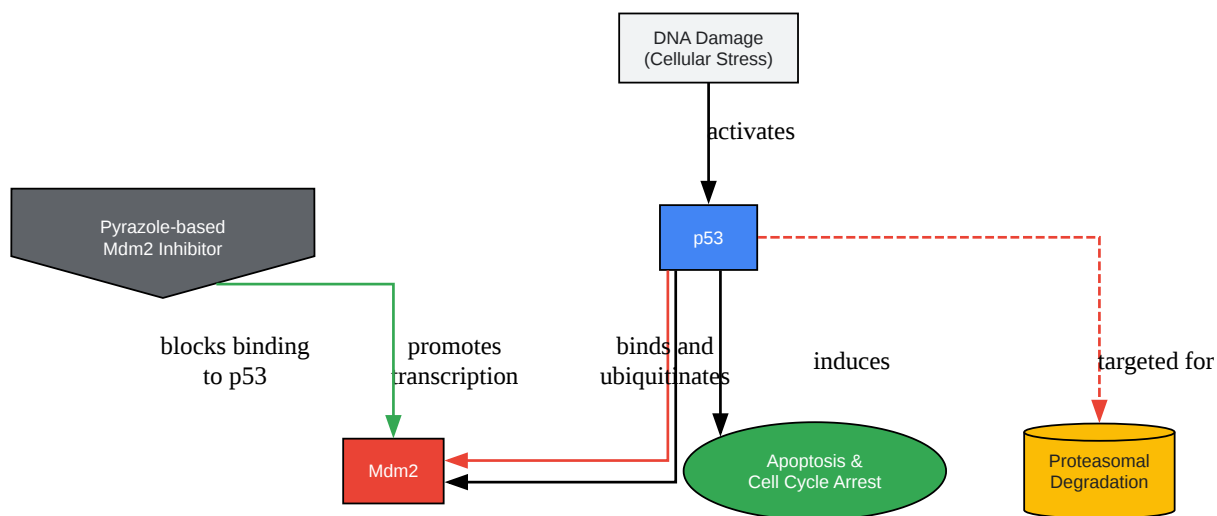 DNA Damage
(Cellular Stress)
activates
Pyrazole-based
Mdm2 Inhibitor
p53
blocks binding
to p53
promotes
transcription
binds and
ubiquitinates
induces
targeted for
Mdm2
Apoptosis &
Cell Cycle Arrest
Proteasomal
Degradation